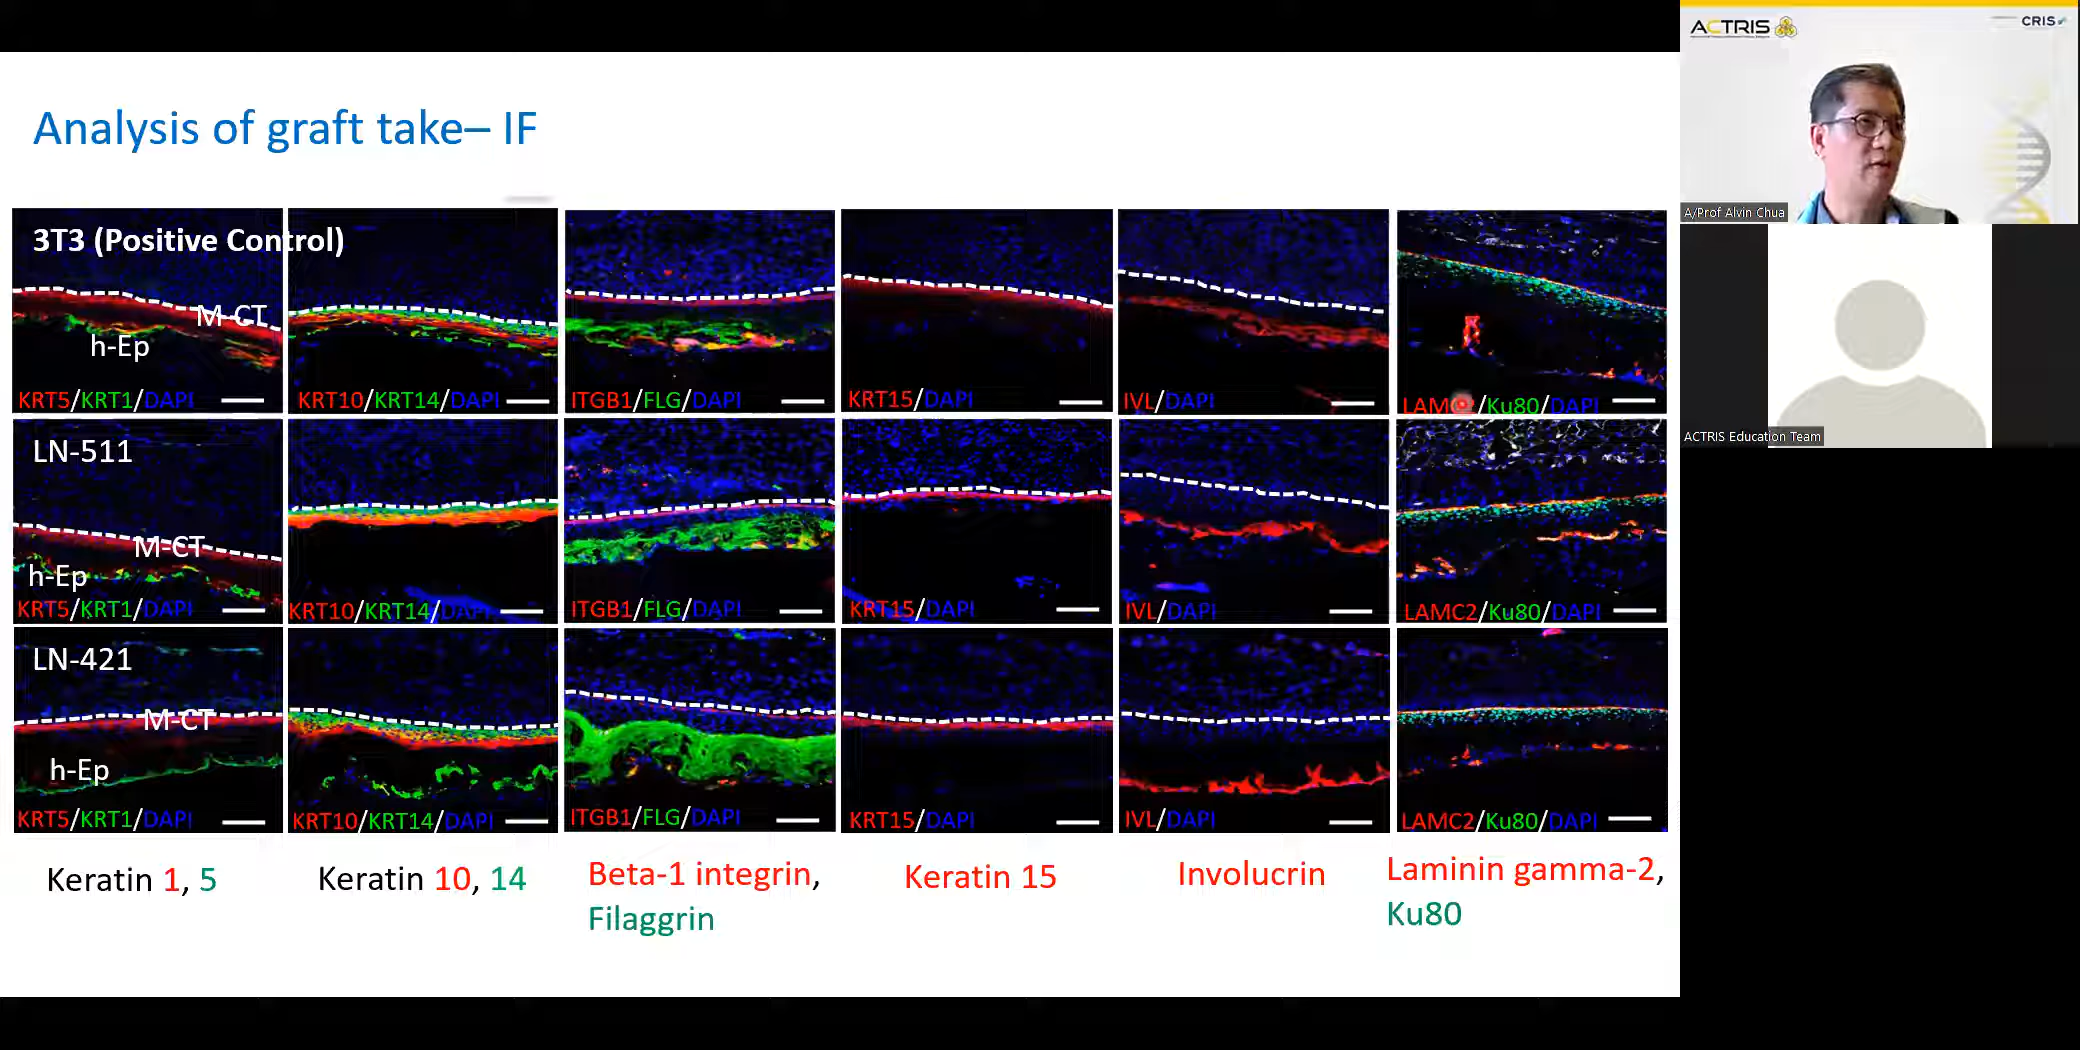 Analysis of graft take– IF
3T3 (Positive Control)
M-CT
h-Ep
KRT5/KRT1/DAPI
KRT10/KRT14/DAPI
ITGB1/FLG/DAPI
KRT15/DAPI
IVL/DAPI
LAMC2/Ku80/DAPI
LN-511
M-CT
h-Ep
KRT5/KRT1/DAPI
KRT10/KRT14/DAPI
ITGB1/FLG/DAPI
KRT15/DAPI
IVL/DAPI
LAMC2/Ku80/DAPI
LN-421
M-CT
h-Ep
KRT5/KRT1/DAPI
KRT10/KRT14/DAPI
ITGB1/FLG/DAPI
KRT15/DAPI
IVL/DAPI
LAMC2/Ku80/DAPI
Keratin 1, 5
Keratin 10, 14
Beta-1 integrin,
Filaggrin
Keratin 15
Involucrin
Laminin gamma-2,
Ku80
ACTRIS
CRIS
A/Prof Alvin Chua
ACTRIS Education Team